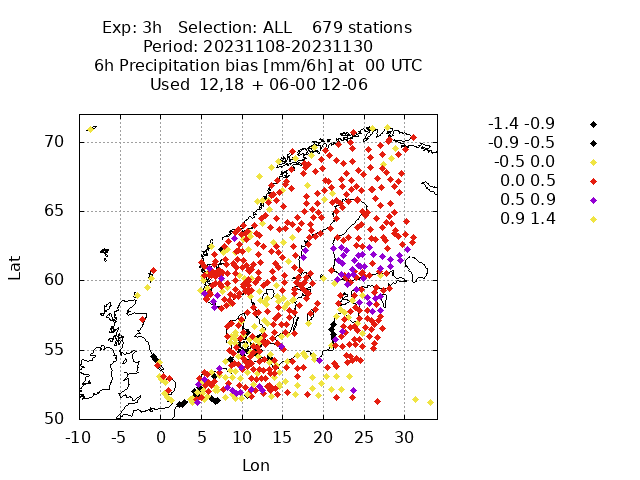 Exp: 3h   Selection: ALL    679 stations
Period: 20231108-20231130
6h Precipitation bias [mm/6h] at  00 UTC
Used 12,18 + 06-00 12-06
-1.4 -0.9
-0.9 -0.5
-0.5 0.0
0.0 0.5
0.5 0.9
0.9 1.4
70
65
60
55
50
Lat
-10 -5 0 5 10 15 20 25 30
Lon